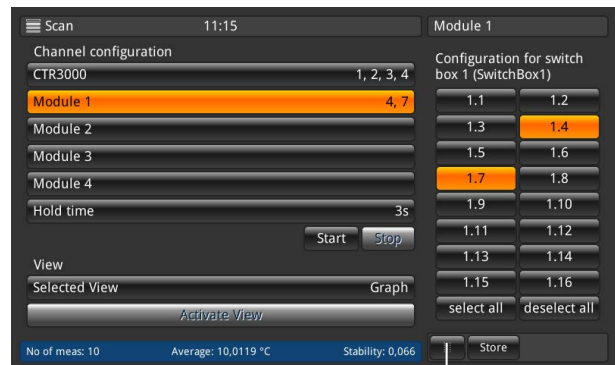 Scan 11:15
Channel configuration
CTR3000 1, 2, 3, 4
Module 1 4, 7
Module 2
Module 3
Module 4
Hold time 3s
Start Stop
View
Selected View Graph
Activate View
No of meas: 10 Average: 10,0119 °C Stability: 0,066
Module 1
Configuration for switch
box 1 (SwitchBox1)
1.1 1.2
1.3 1.4
1.5 1.6
1.7 1.8
1.9 1.10
1.11 1.12
1.13 1.14
1.15 1.16
select all deselect all
Store